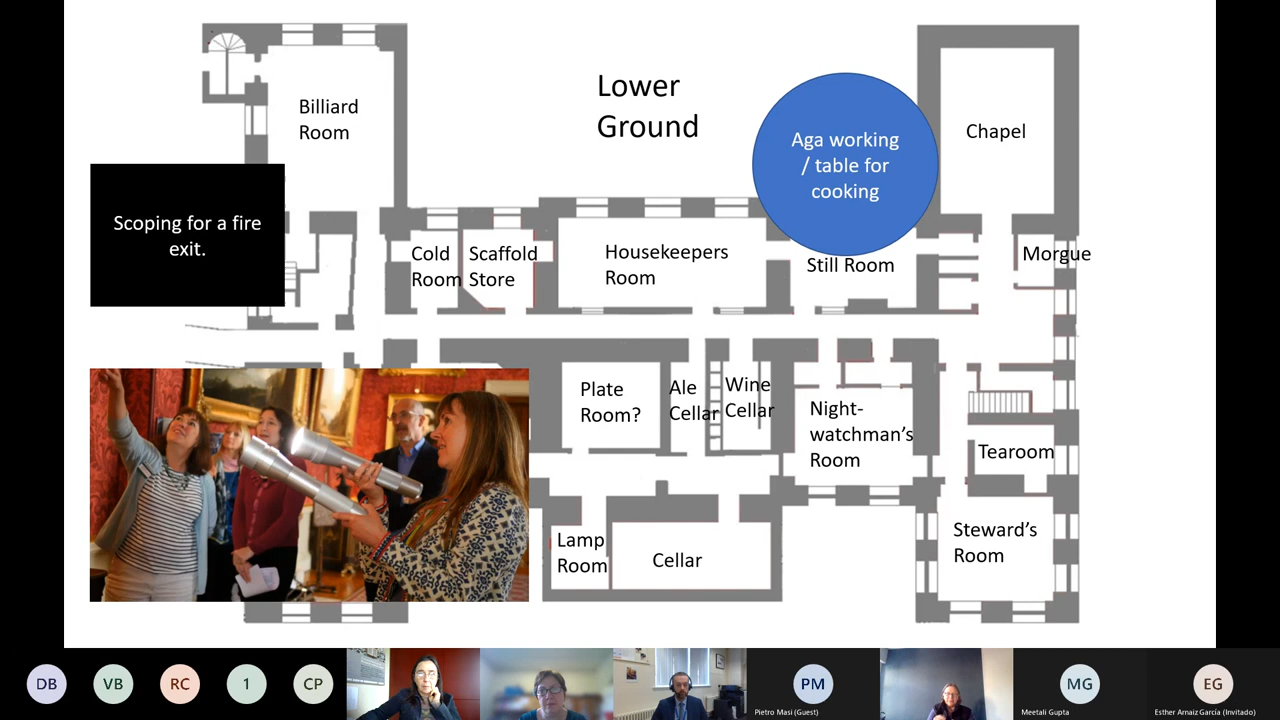 Lower
Ground
Billiard
Room
Aga working
/ table for
cooking
Chapel
Scoping for a fire
exit.
Cold
Room
Scaffold
Store
Housekeepers
Room
Still Room
Morgue
Plate
Room?
Ale
Cellar
Wine
Cellar
Night-
watchman's
Room
Tearoom
Lamp
Room
Cellar
Steward's
Room
DB
VB
RC
1
CP
PM
Pietro Masi (Guest)
MG
Meetali Gupta
EG
Esther Arnaiz García (Invitado)